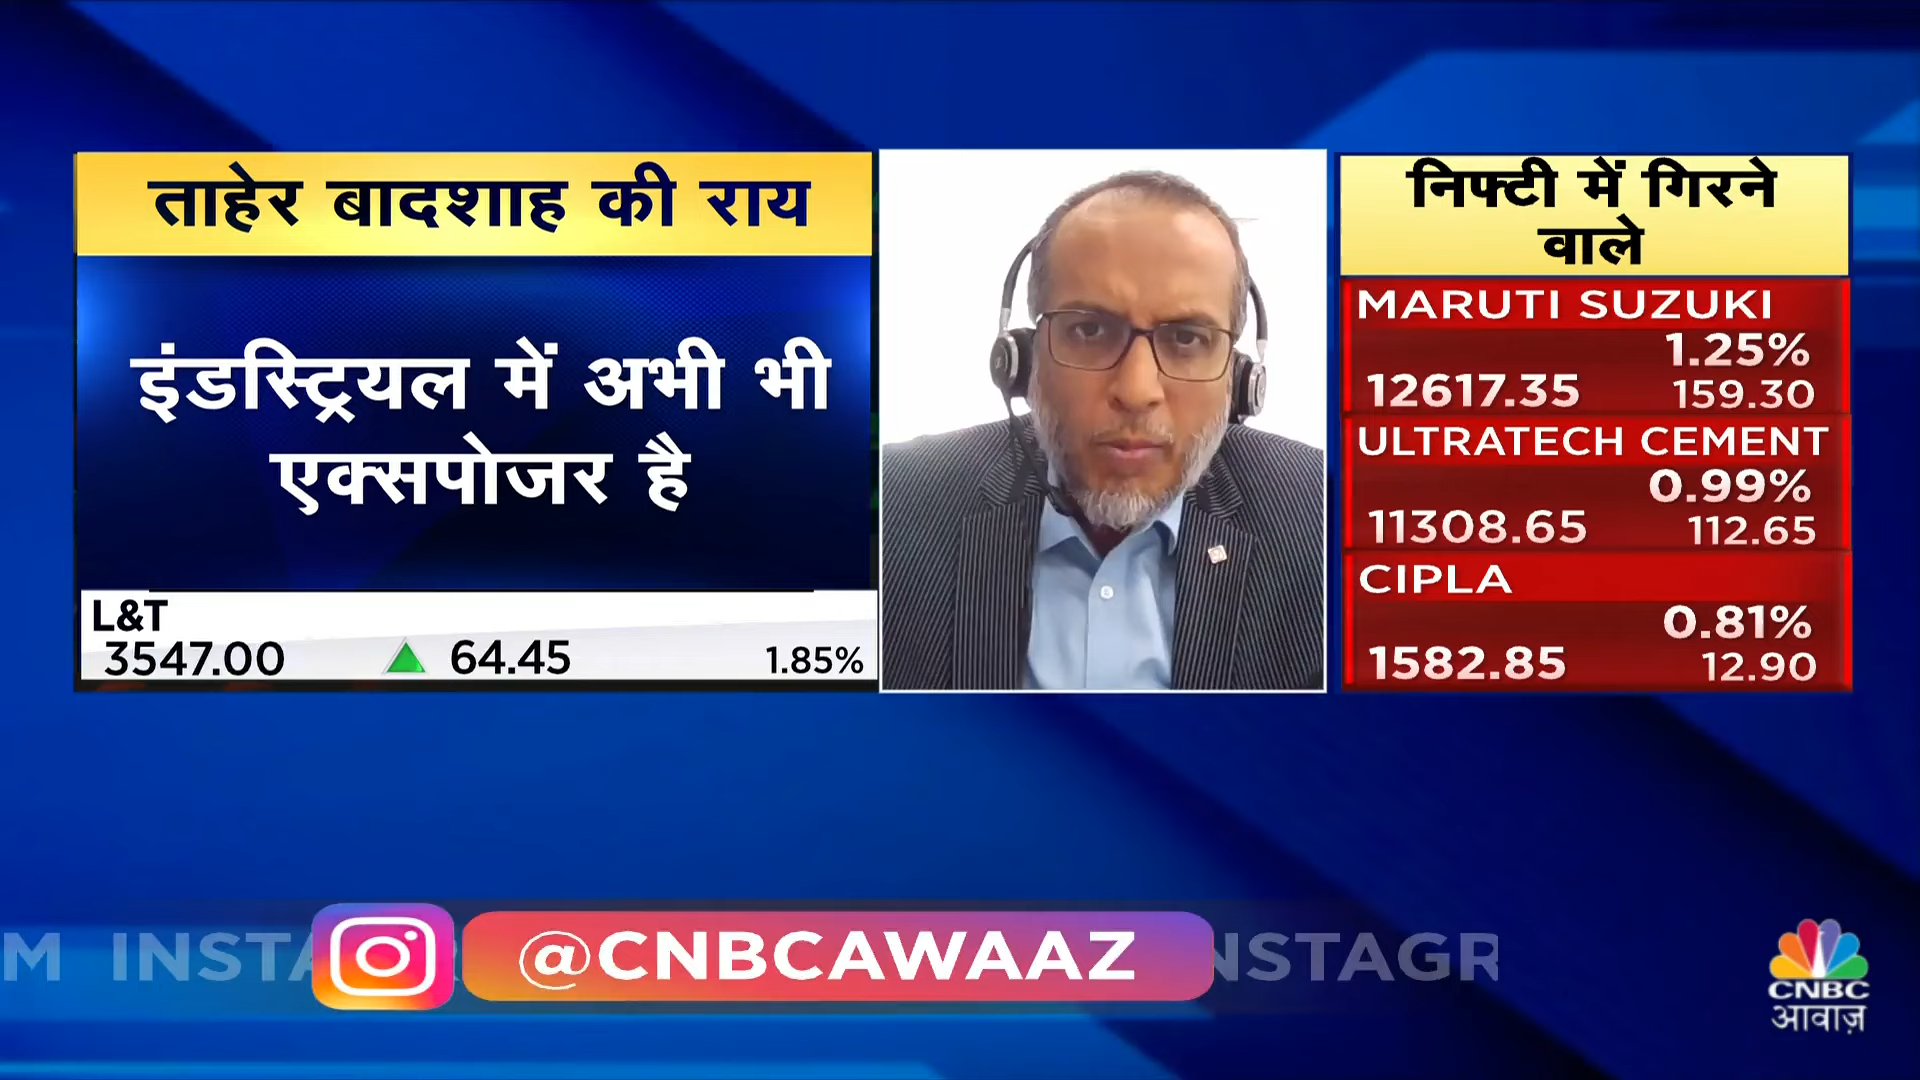 ताहेर बादशाह की राय
इंडस्ट्रियल में अभी भी
एक्सपोजर है
L&T
3547.00 64.45 1.85%
निफ्टी में गिरने
वाले
MARUTI SUZUKI
1.25%
12617.35 159.30
ULTRATECH CEMENT
0.99%
11308.65 112.65
CIPLA
0.81%
1582.85 12.90
M INSTA @CNBCAWAAZ NSTAGR
CNBC
आवाज़